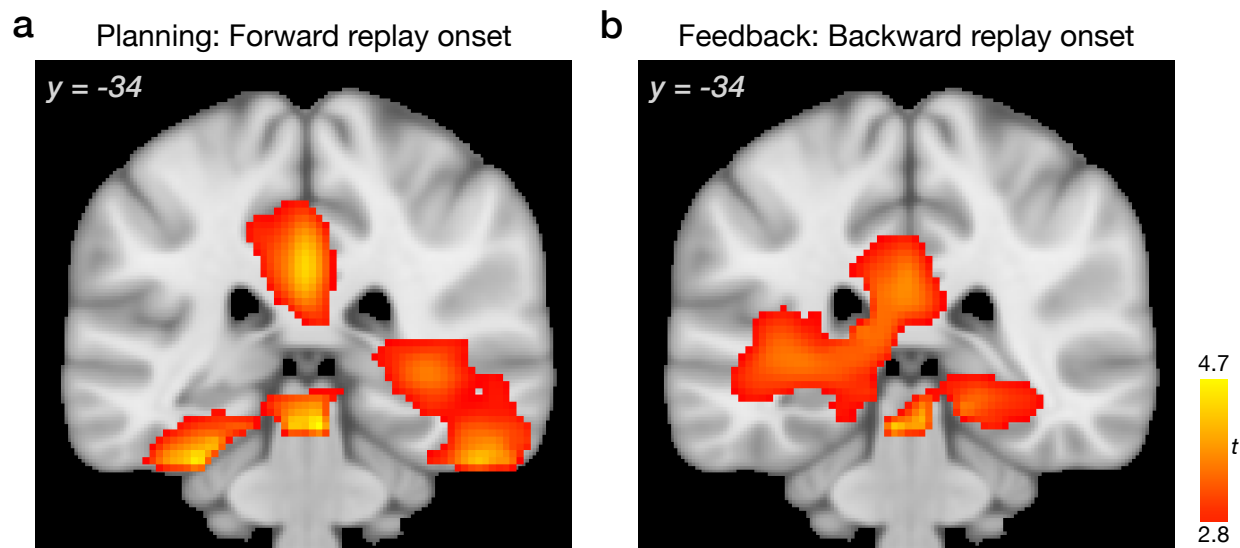 a
Planning: Forward replay onset
y = -34
b
Feedback: Backward replay onset
y = -34
4.7
t
2.8